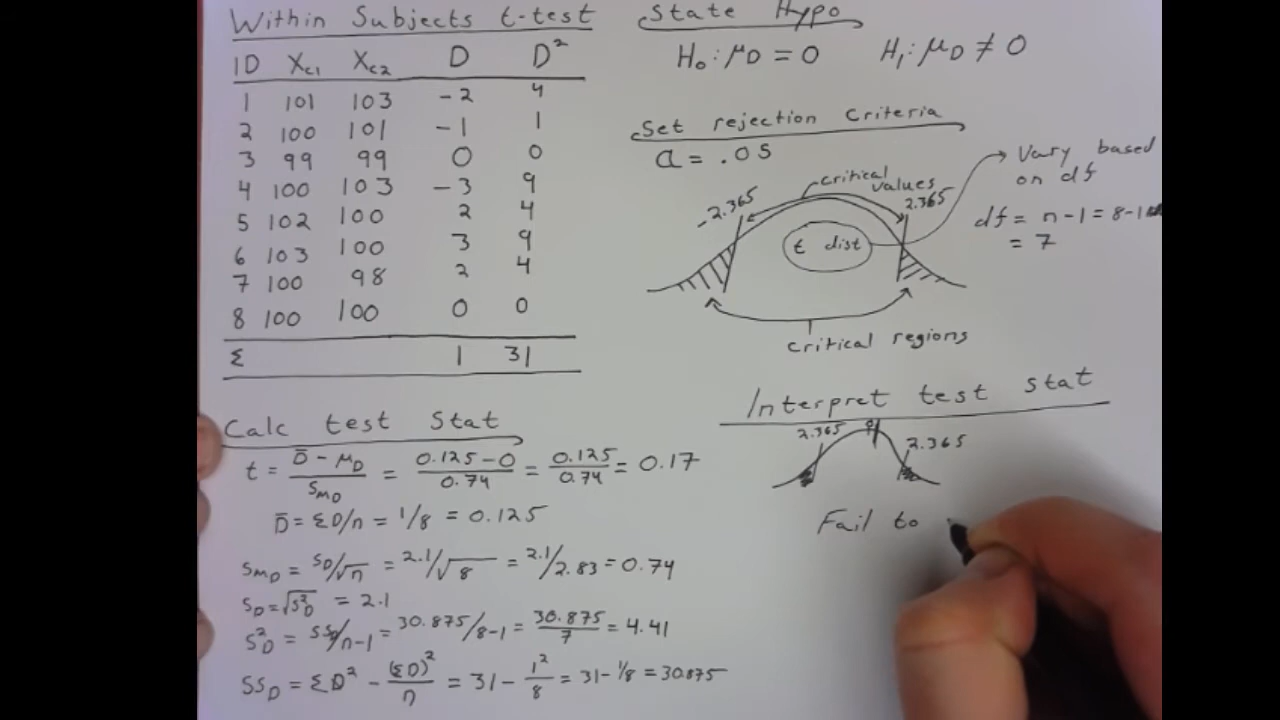 Within Subjects t-test
ID Xc1 Xc2 D D²
1 101 103 -2 4
2 100 101 -1 1
3 99 99 0 0
4 100 103 -3 9
5 102 100 2 4
6 103 100 3 9
7 100 98 2 4
8 100 100 0 0
Σ 1 31
Calc test Stat
t = D̄ - μD / SMD = 0.125-0 / 0.74 = 0.125 / 0.74 = 0.17
D̄ = ΣD/n = 1/8 = 0.125
SMD = SD/√n = 2.1/√8 = 2.1/2.83 = 0.74
SD = √S²D = 2.1
S²D = SSD/n-1 = 30.875/8-1 = 30.875/7 = 4.41
SSD = ΣD² - (ΣD)²/n = 31 - 1²/8 = 31 - 1/8 = 30.875
State Hypo
H₀: μD = 0 H₁: μD ≠ 0
Set rejection criteria
α = .05
critical values
-2.365 2.365
t dist
Vary based
on df
df = n-1 = 8-1
= 7
critical regions
Interpret test stat
2.365 2.365
Fail to